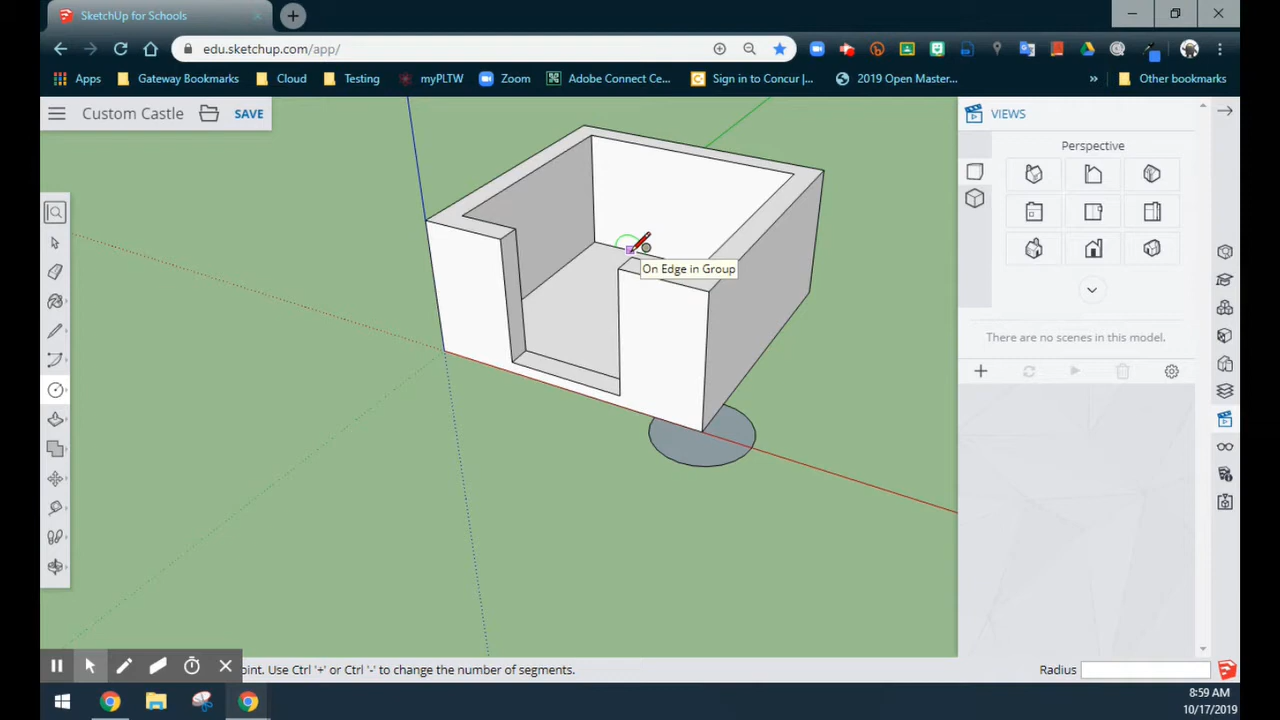 SketchUp for Schools
edu.sketchup.com/app/
Apps Gateway Bookmarks Cloud Testing myPLTW Zoom Adobe Connect Ce... Sign in to Concur |... 2019 Open Master... » Other bookmarks
Custom Castle SAVE
VIEWS
Perspective
On Edge in Group
There are no scenes in this model.
point. Use Ctrl '+' or Ctrl '-' to change the number of segments.
Radius
8:59 AM
10/17/2019